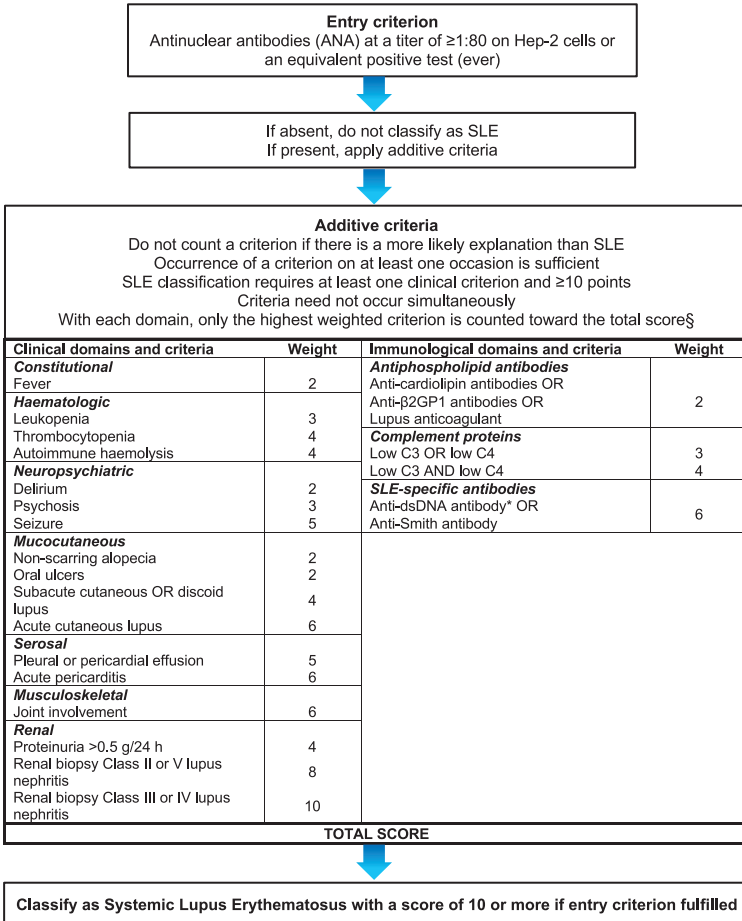 Entry criterion
Antinuclear antibodies (ANA) at a titer of ≥1:80 on Hep-2 cells or
an equivalent positive test (ever)
If absent, do not classify as SLE
If present, apply additive criteria
Additive criteria
Do not count a criterion if there is a more likely explanation than SLE
Occurrence of a criterion on at least one occasion is sufficient
SLE classification requires at least one clinical criterion and ≥10 points
Criteria need not occur simultaneously
With each domain, only the highest weighted criterion is counted toward the total score§
Clinical domains and criteria Weight Immunological domains and criteria Weight
Constitutional
Fever 2
Haematologic
Leukopenia 3
Thrombocytopenia 4
Autoimmune haemolysis 4
Neuropsychiatric
Delirium 2
Psychosis 3
Seizure 5
Mucocutaneous
Non-scarring alopecia 2
Oral ulcers 2
Subacute cutaneous OR discoid
lupus 4
Acute cutaneous lupus 6
Serosal
Pleural or pericardial effusion 5
Acute pericarditis 6
Musculoskeletal
Joint involvement 6
Renal
Proteinuria >0.5 g/24 h 4
Renal biopsy Class II or V lupus
nephritis 8
Renal biopsy Class III or IV lupus
nephritis 10
Antiphospholipid antibodies
Anti-cardiolipin antibodies OR
Anti-β2GP1 antibodies OR 2
Lupus anticoagulant
Complement proteins
Low C3 OR low C4 3
Low C3 AND low C4 4
SLE-specific antibodies
Anti-dsDNA antibody* OR 6
Anti-Smith antibody
TOTAL SCORE
Classify as Systemic Lupus Erythematosus with a score of 10 or more if entry criterion fulfilled